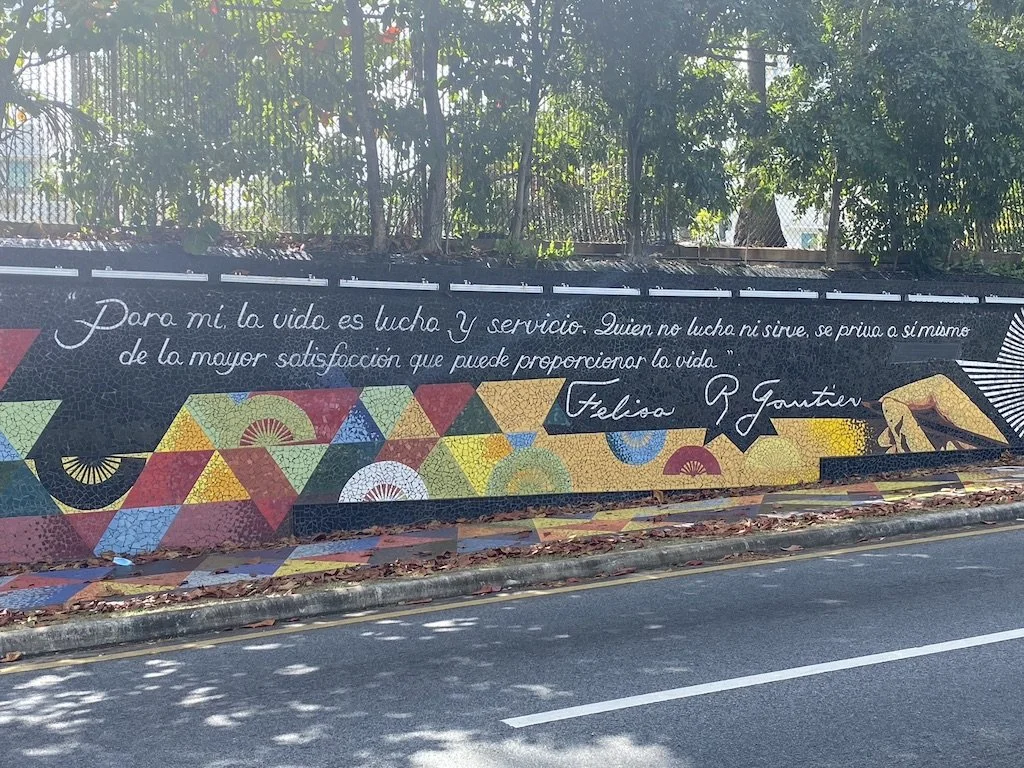 "Para mí, la vida es lucha y servicio. Quien no lucha ni sirve, se priva a sí mismo
de la mayor satisfacción que puede proporcionar la vida".
Felisa R Gautier